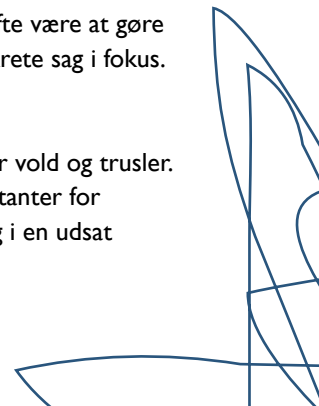 fte være at gøre
rete sag i fokus.
r vold og trusler.
tanter for
g i en udsat